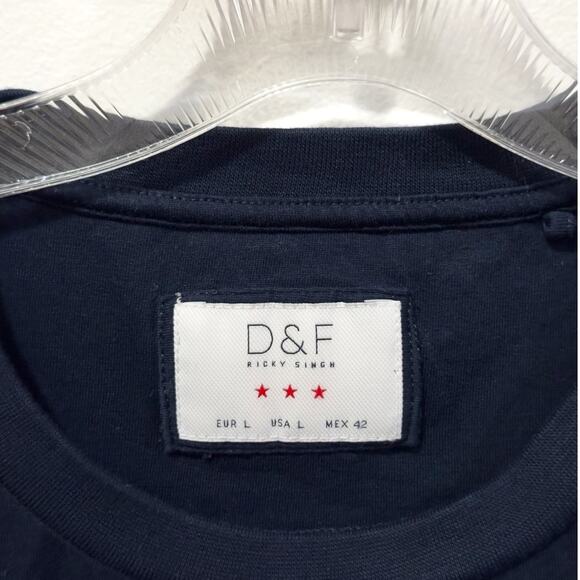 D&F
RICKY SINGH
★★★
EUR L USA L MEX 42